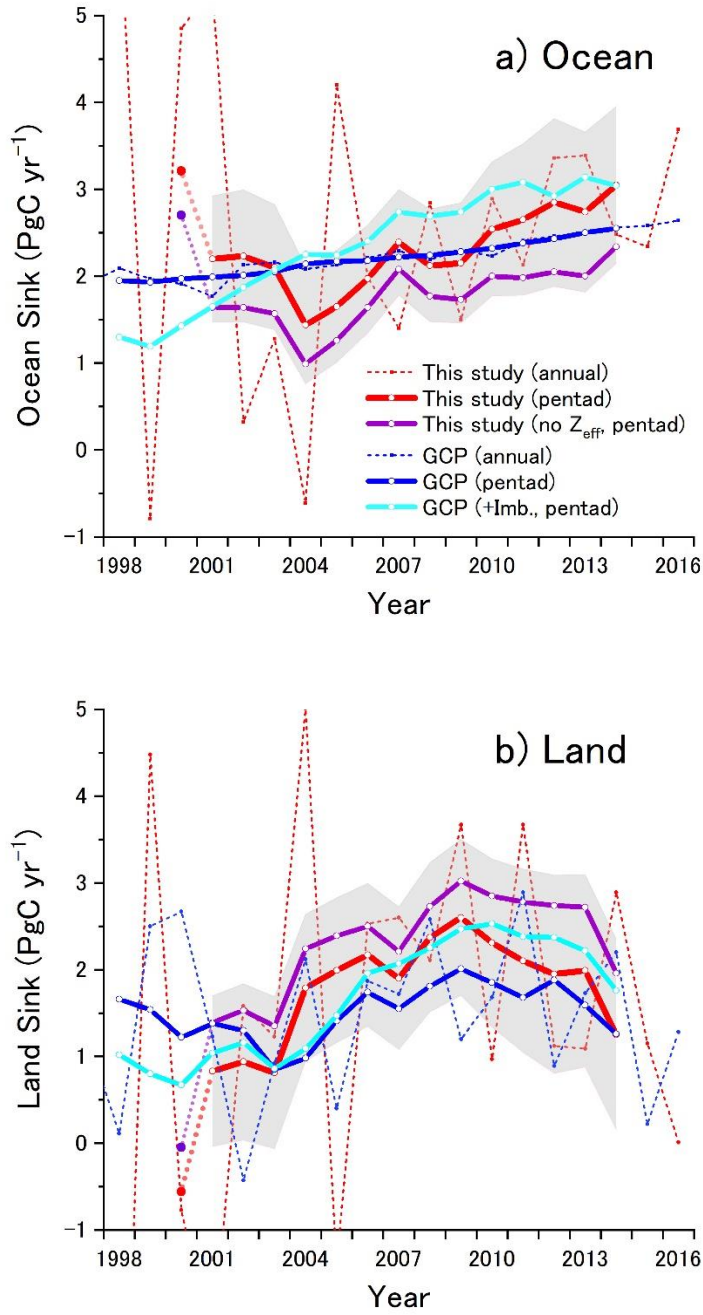 a) Ocean
5
4
3
2
1
0
-1
Ocean Sink (PgC yr⁻¹)
This study (annual)
This study (pentad)
This study (no Z_eff, pentad)
GCP (annual)
GCP (pentad)
GCP (+Imb., pentad)
1998 2001 2004 2007 2010 2013 2016
Year
b) Land
5
4
3
2
1
0
-1
Land Sink (PgC yr⁻¹)
1998 2001 2004 2007 2010 2013 2016
Year